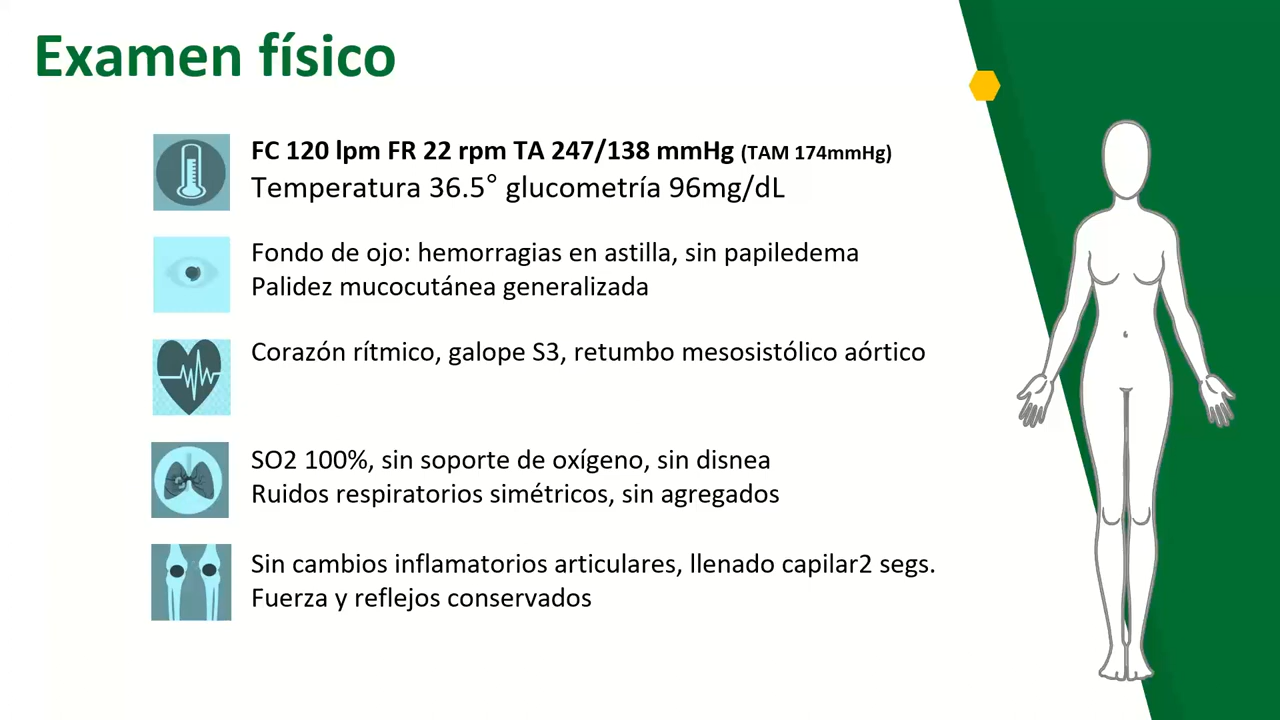 Examen físico
FC 120 lpm FR 22 rpm TA 247/138 mmHg (TAM 174mmHg)
Temperatura 36.5° glucometría 96mg/dL
Fondo de ojo: hemorragias en astilla, sin papiledema
Palidez mucocutánea generalizada
Corazón rítmico, galope S3, retumbo mesosistólico aórtico
SO2 100%, sin soporte de oxígeno, sin disnea
Ruidos respiratorios simétricos, sin agregados
Sin cambios inflamatorios articulares, llenado capilar2 segs.
Fuerza y reflejos conservados